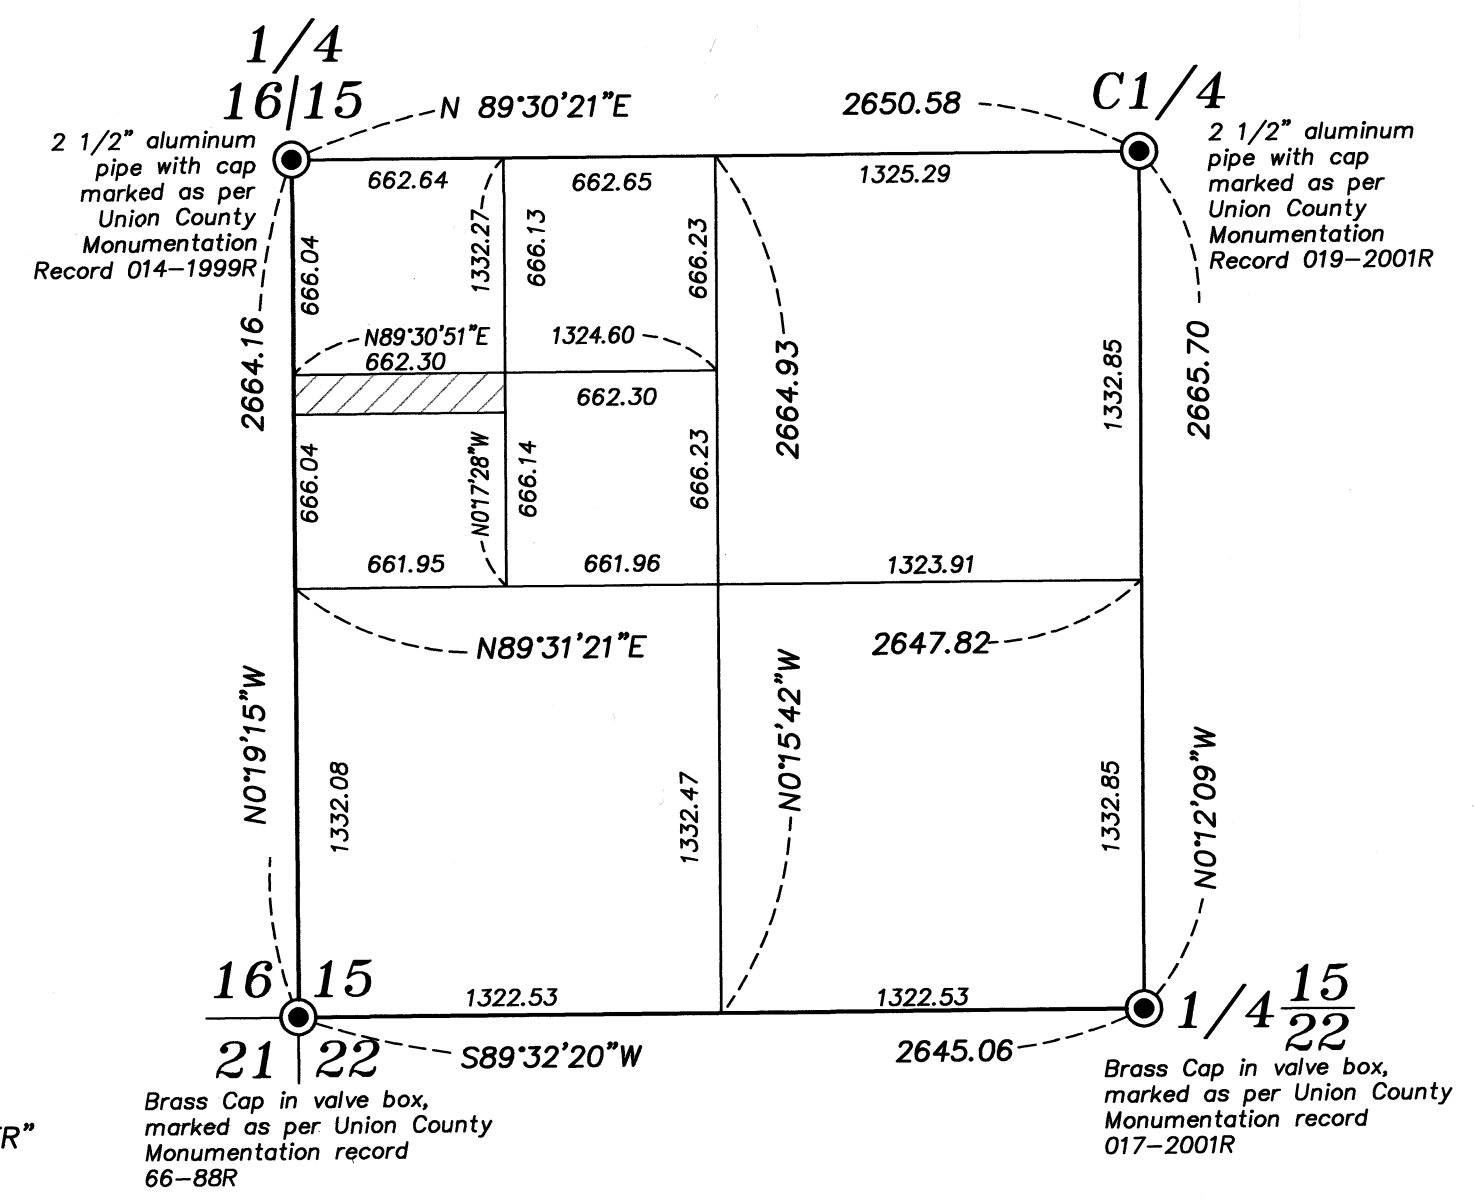 1/4
16|15
N 89°30'21"E
2650.58
C1/4
2 1/2" aluminum
pipe with cap
marked as per
Union County
Monumentation
Record 014-1999R
2 1/2" aluminum
pipe with cap
marked as per
Union County
Monumentation
Record 019-2001R
662.64
662.65
1325.29
666.04
1332.27
666.13
666.23
2664.16
N89°30'51"E
662.30
1324.60
2664.93
1332.85
2665.70
662.30
666.04
N0°17'28"W
666.14
666.23
661.95
661.96
1323.91
N89°31'21"E
2647.82
N0°19'15"W
1332.08
1332.47
N0°15'42"W
1332.85
N0°12'09"W
16 15
1322.53
1322.53
1/4 15
22
21 22
S89°32'20"W
2645.06
Brass Cap in valve box,
marked as per Union County
Monumentation record
66-88R
Brass Cap in valve box,
marked as per Union County
Monumentation record
017-2001R
R"